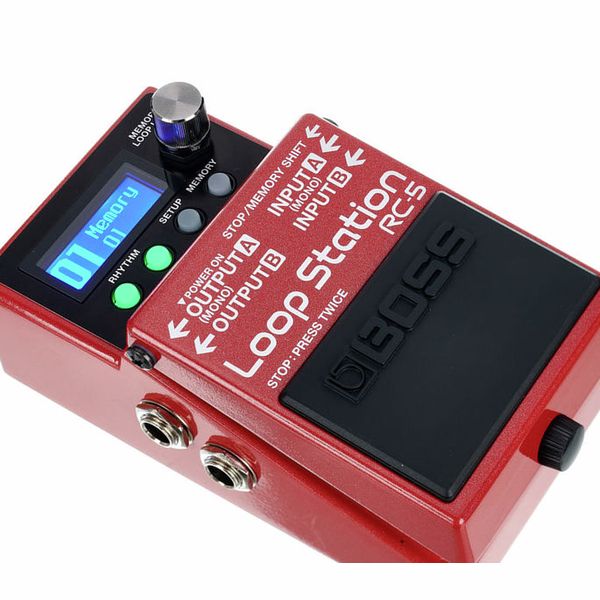 MEMORY
LOOP
01 Memory
01
MEMORY
SETUP
RHYTHM
STOP/MEMORY SHIFT
INPUT A
(MONO)
INPUT B
▼POWER ON
OUTPUT A
(MONO)
OUTPUT B
Loop Station
RC-5
STOP: PRESS TWICE
BOSS